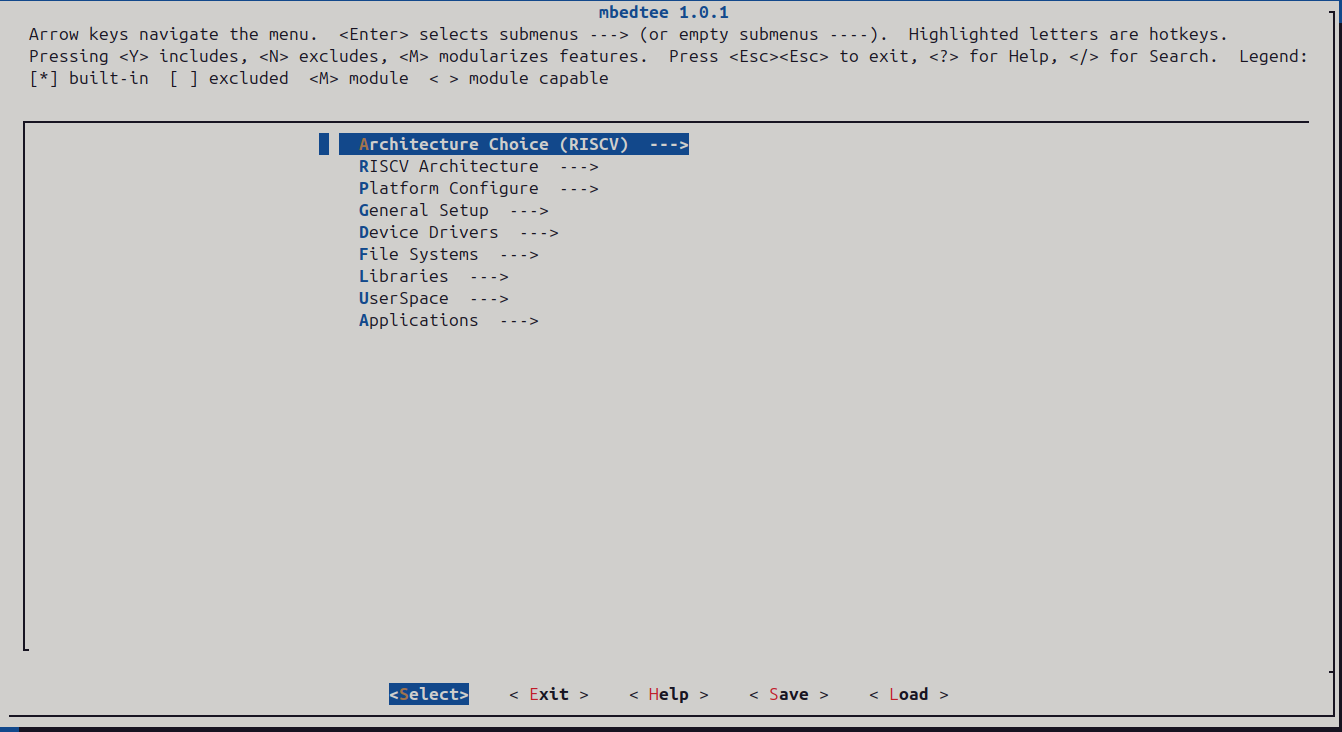 mbedtee 1.0.1
Arrow keys navigate the menu.  <Enter> selects submenus ---> (or empty submenus ----).  Highlighted letters are hotkeys.
Pressing <Y> includes, <N> excludes, <M> modularizes features.  Press <Esc><Esc> to exit, <?> for Help, </> for Search.  Legend:
[*] built-in  [ ] excluded  <M> module  < > module capable
Architecture Choice (RISCV)  --->
RISCV Architecture  --->
Platform Configure  --->
General Setup  --->
Device Drivers  --->
File Systems  --->
Libraries  --->
UserSpace  --->
Applications  --->
<Select>    < Exit >    < Help >    < Save >    < Load >